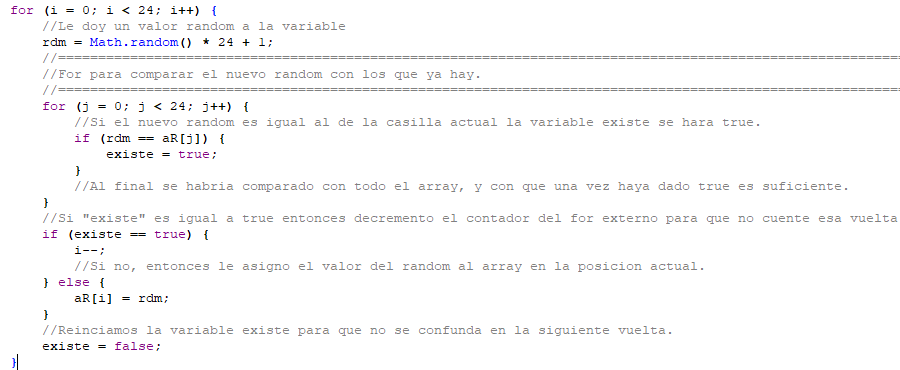 for (i = 0; i < 24; i++) {
//Le doy un valor random a la variable
rdm = Math.random() * 24 + 1;
//==========================================================================================================
//For para comparar el nuevo random con los que ya hay.
//==========================================================================================================
for (j = 0; j < 24; j++) {
//Si el nuevo random es igual al de la casilla actual la variable existe se hara true.
if (rdm == aR[j]) {
existe = true;
}
//Al final se habria comparado con todo el array, y con que una vez haya dado true es suficiente.
}
//Si "existe" es igual a true entonces decremento el contador del for externo para que no cuente esa vuelta
if (existe == true) {
i--;
//Si no, entonces le asigno el valor del random al array en la posicion actual.
} else {
aR[i] = rdm;
}
//Reinciamos la variable existe para que no se confunda en la siguiente vuelta.
existe = false;
}